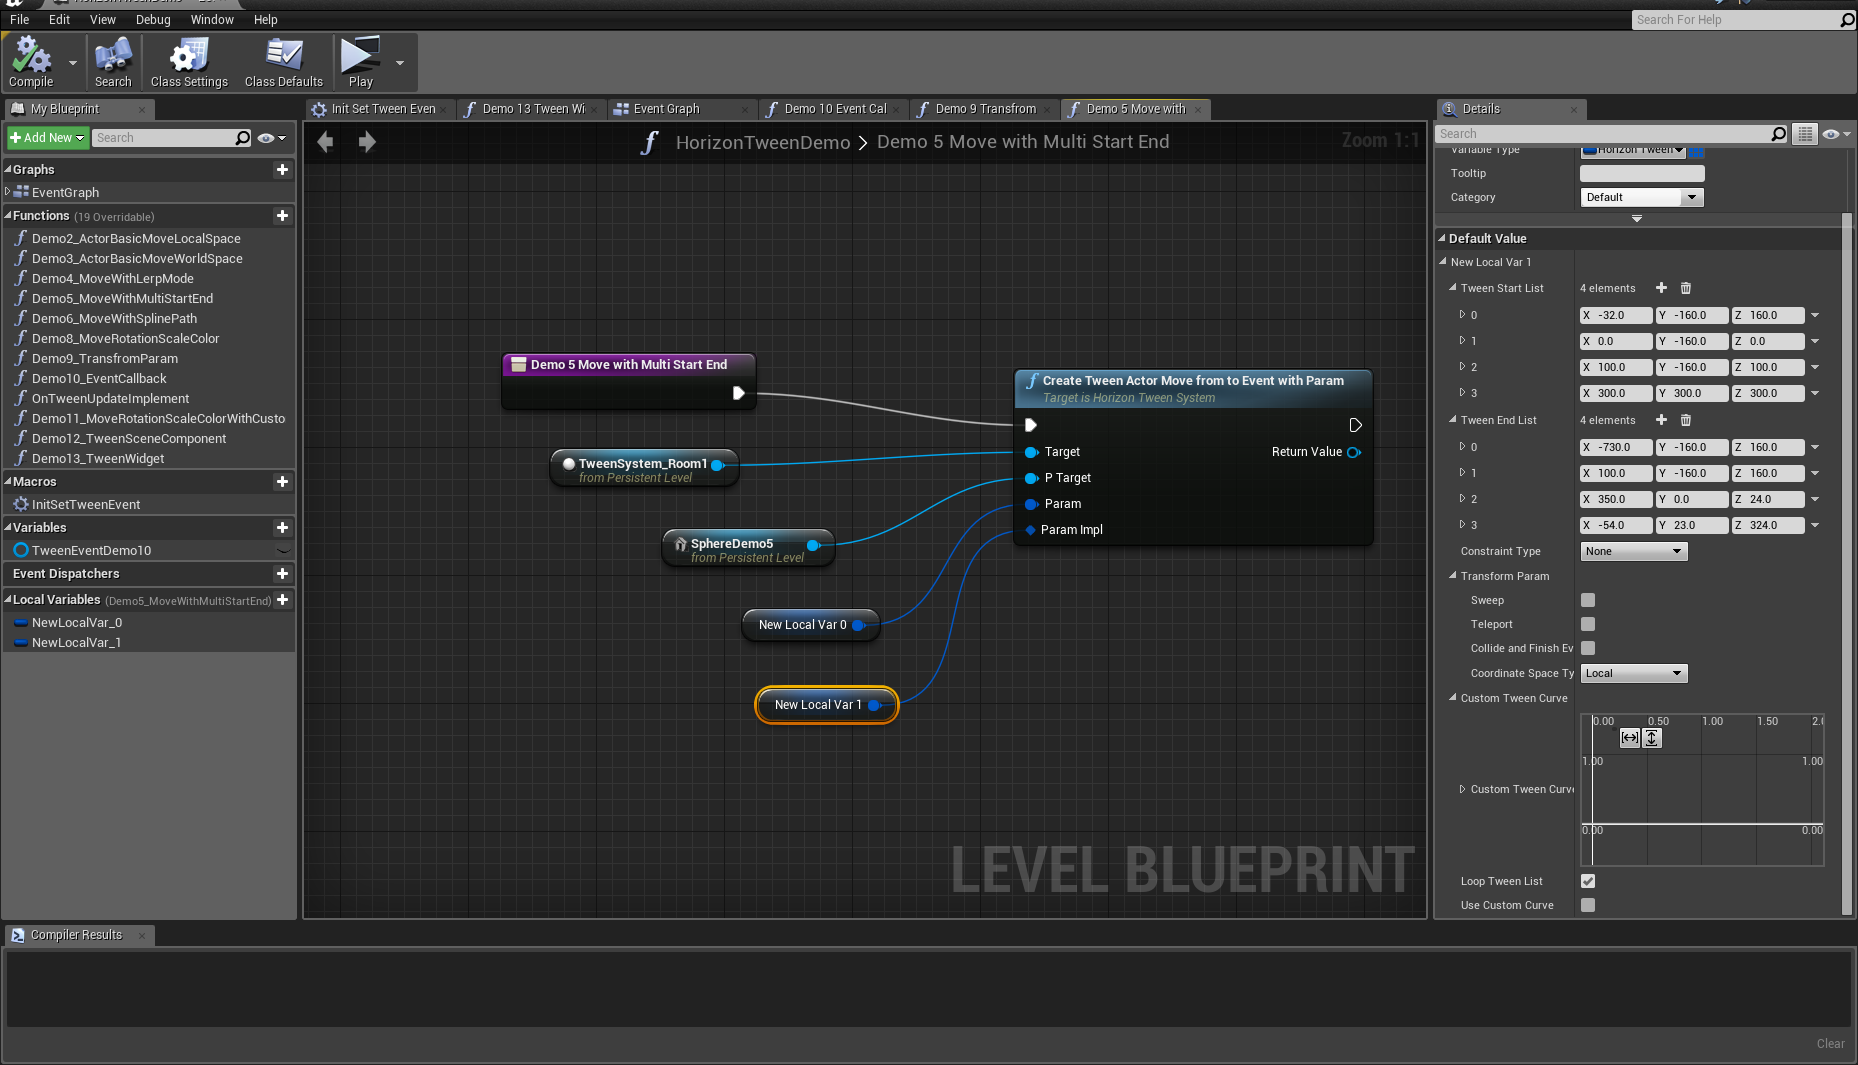 File Edit View Debug Window Help
Search For Help
Compile Search Class Settings Class Defaults Play
My Blueprint
Add New Search
Graphs
EventGraph
Functions (19 Overridable)
Demo2_ActorBasicMoveLocalSpace
Demo3_ActorBasicMoveWorldSpace
Demo4_MoveWithLerpMode
Demo5_MoveWithMultiStartEnd
Demo6_MoveWithSplinePath
Demo8_MoveRotationScaleColor
Demo9_TransfromParam
Demo10_EventCallback
OnTweenUpdateImplement
Demo11_MoveRotationScaleColorWithCusto
Demo12_TweenSceneComponent
Demo13_TweenWidget
Macros
InitSetTweenEvent
Variables
TweenEventDemo10
Event Dispatchers
Local Variables (Demo5_MoveWithMultiStartEnd)
NewLocalVar_0
NewLocalVar_1
Init Set Tween Even Demo 13 Tween Wi Event Graph Demo 10 Event Cal Demo 9 Transfrom Demo 5 Move with
HorizonTweenDemo > Demo 5 Move with Multi Start End
Zoom 1:1
Demo 5 Move with Multi Start End
TweenSystem_Room1
from Persistent Level
SphereDemo5
from Persistent Level
New Local Var 0
New Local Var 1
Create Tween Actor Move from to Event with Param
Target is Horizon Tween System
Target Return Value
P Target
Param
Param Impl
LEVEL BLUEPRINT
Details
Search
Variable Type Horizon Tween
Tooltip
Category Default
Default Value
New Local Var 1
Tween Start List 4 elements
0 X -32.0 Y -160.0 Z 160.0
1 X 0.0 Y -160.0 Z 0.0
2 X 100.0 Y -160.0 Z 100.0
3 X 300.0 Y 300.0 Z 300.0
Tween End List 4 elements
0 X -730.0 Y -160.0 Z 160.0
1 X 100.0 Y -160.0 Z 160.0
2 X 350.0 Y 0.0 Z 24.0
3 X -54.0 Y 23.0 Z 324.0
Constraint Type None
Transform Param
Sweep
Teleport
Collide and Finish Ev
Coordinate Space Ty Local
Custom Tween Curve
0.00 0.50 1.00 1.50 2.0
1.00 1.00
Custom Tween Curve
0.00 0.00
Loop Tween List
Use Custom Curve
Compiler Results
Clear